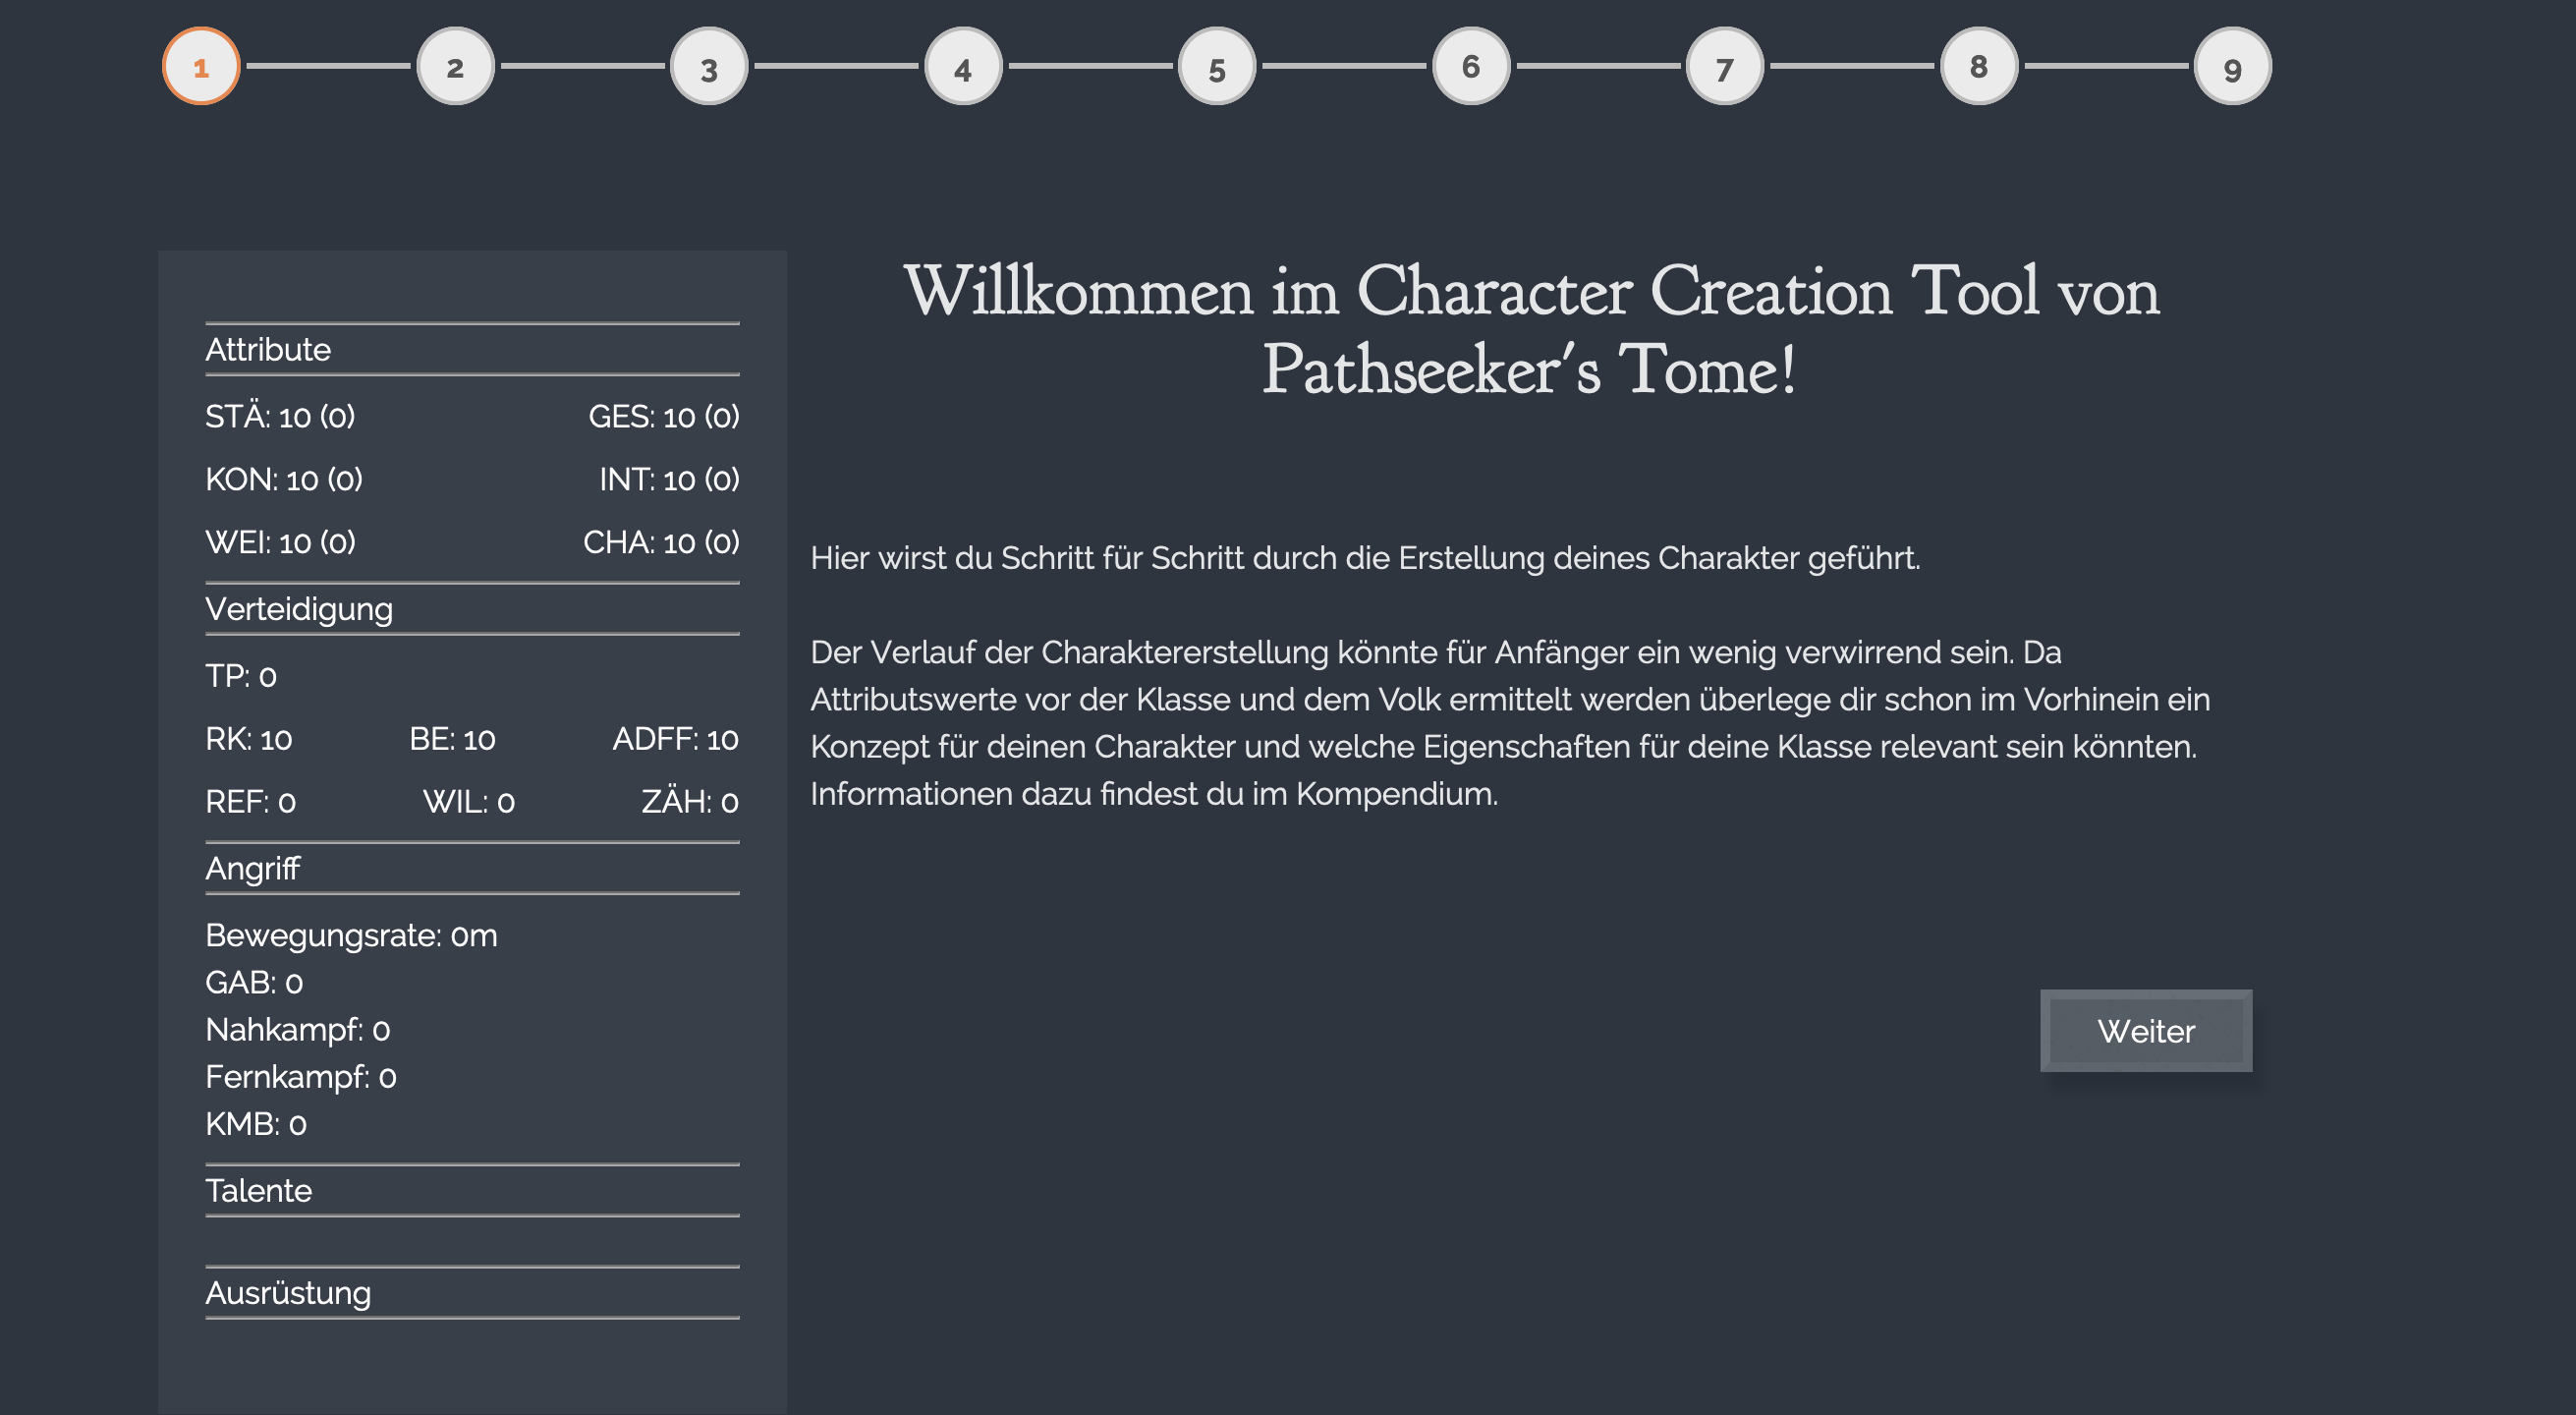 1 2 3 4 5 6 7 8 9
Attribute
STÄ: 10 (0) GES: 10 (0)
KON: 10 (0) INT: 10 (0)
WEI: 10 (0) CHA: 10 (0)
Verteidigung
TP: 0
RK: 10 BE: 10 ADFF: 10
REF: 0 WIL: 0 ZÄH: 0
Angriff
Bewegungsrate: 0m
GAB: 0
Nahkampf: 0
Fernkampf: 0
KMB: 0
Talente
Ausrüstung
Willkommen im Character Creation Tool von
Pathseeker's Tome!
Hier wirst du Schritt für Schritt durch die Erstellung deines Charakter geführt.
Der Verlauf der Charaktererstellung könnte für Anfänger ein wenig verwirrend sein. Da
Attributswerte vor der Klasse und dem Volk ermittelt werden überlege dir schon im Vorhinein ein
Konzept für deinen Charakter und welche Eigenschaften für deine Klasse relevant sein könnten.
Informationen dazu findest du im Kompendium.
Weiter